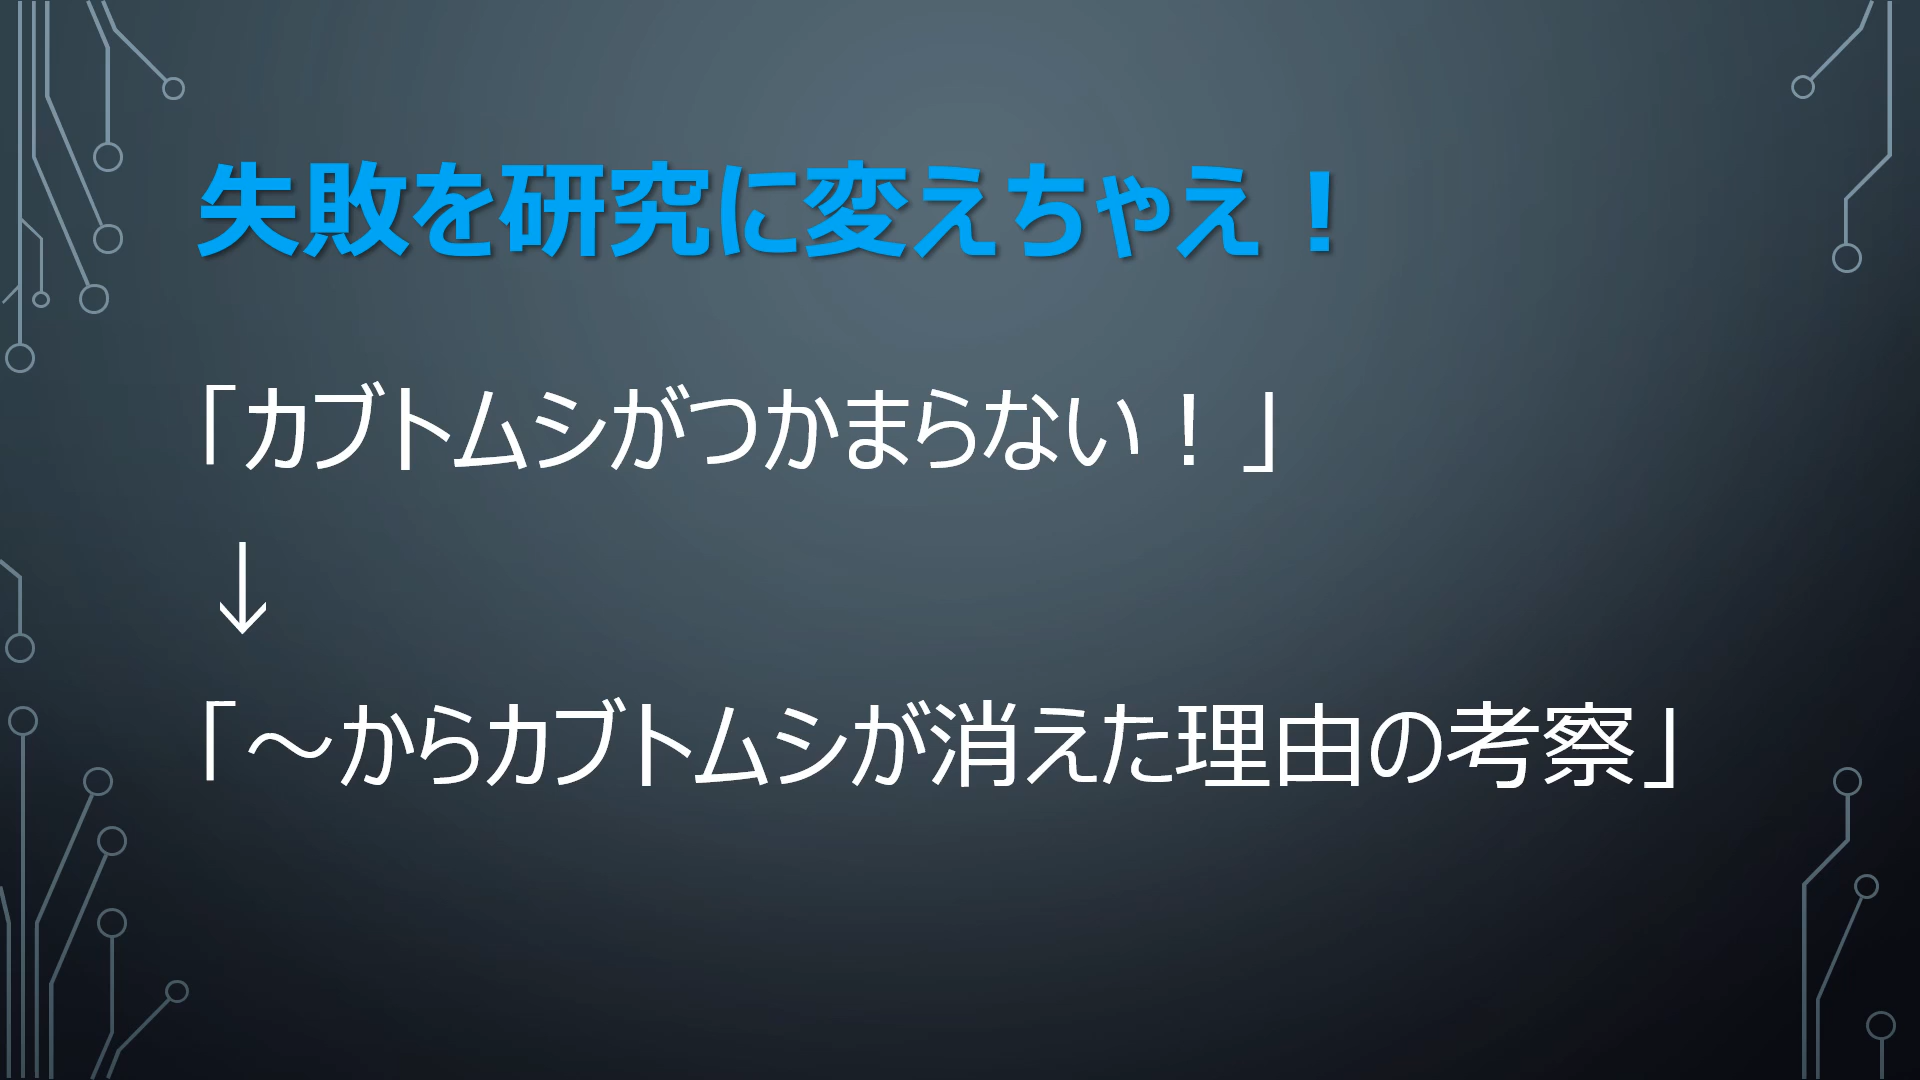 失敗を研究に変えちゃえ！
「カブトムシがつかまらない！」
↓
「～からカブトムシが消えた理由の考察」